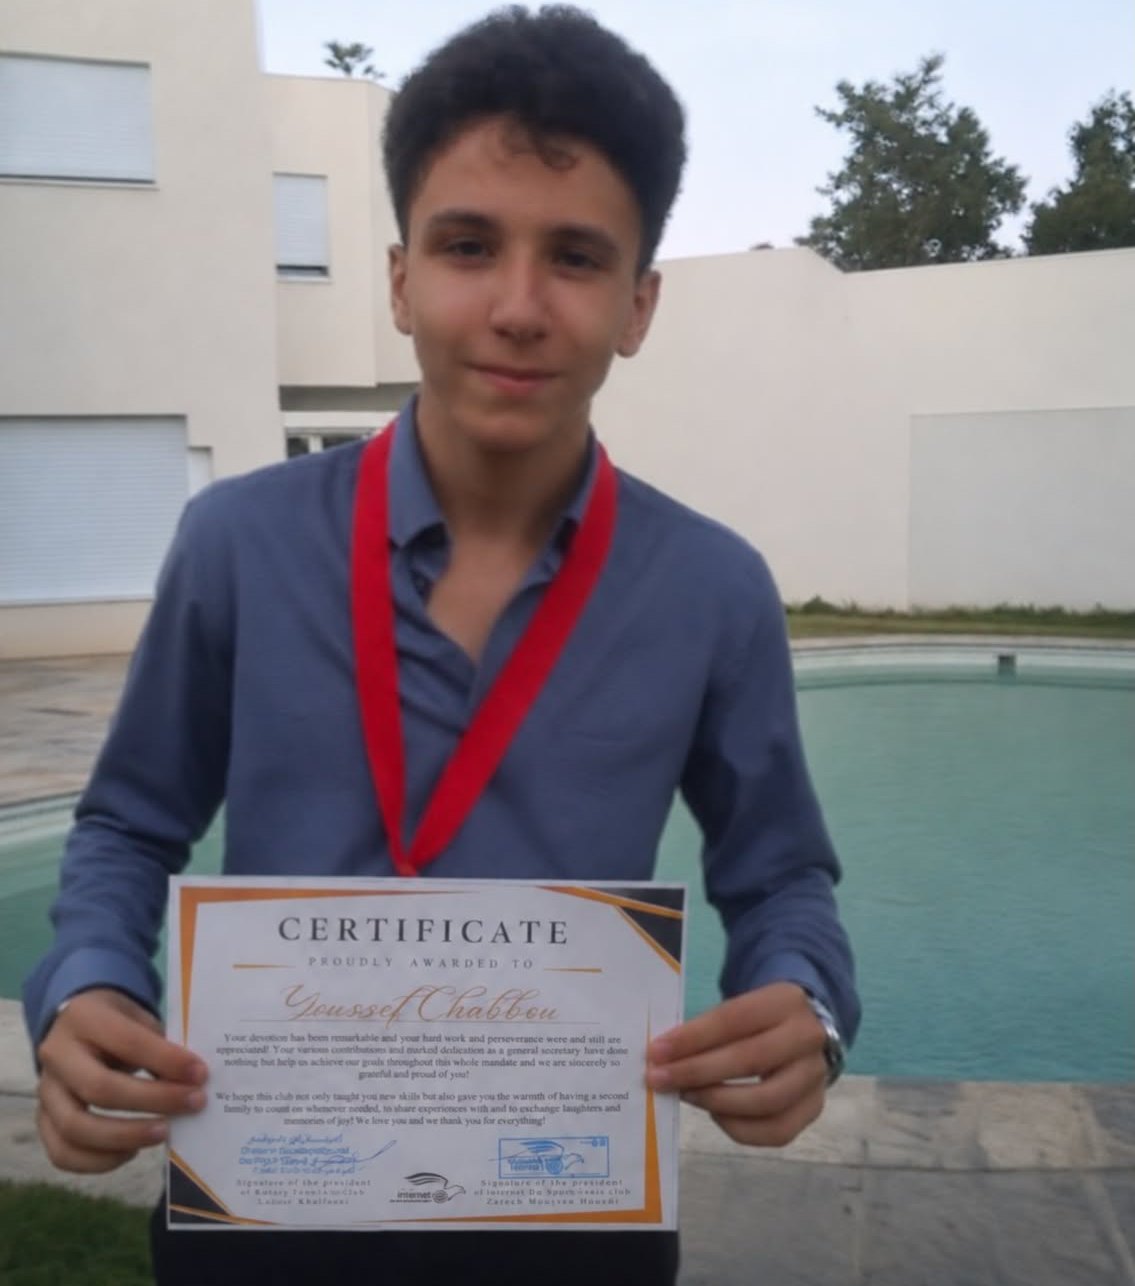 CERTIFICATE
PROUDLY AWARDED TO
Youssef Chabbou
Your devotion has been remarkable and your hard work and perseverance were and still are
appreciated! Your various contributions and marked dedication as a general secretary have done
nothing but help us achieve our goals throughout this whole mandate and we are sincerely so
grateful and proud of you!
We hope this club not only taught you new skills but also gave you the warmth of having a second
family to count on whenever needed, to share experiences with and to exchange laughters and
memories of joy! We love you and we thank you for everything!
Signature of the president
of Rotary Club
internet
Signature of the president
of Internet Du club